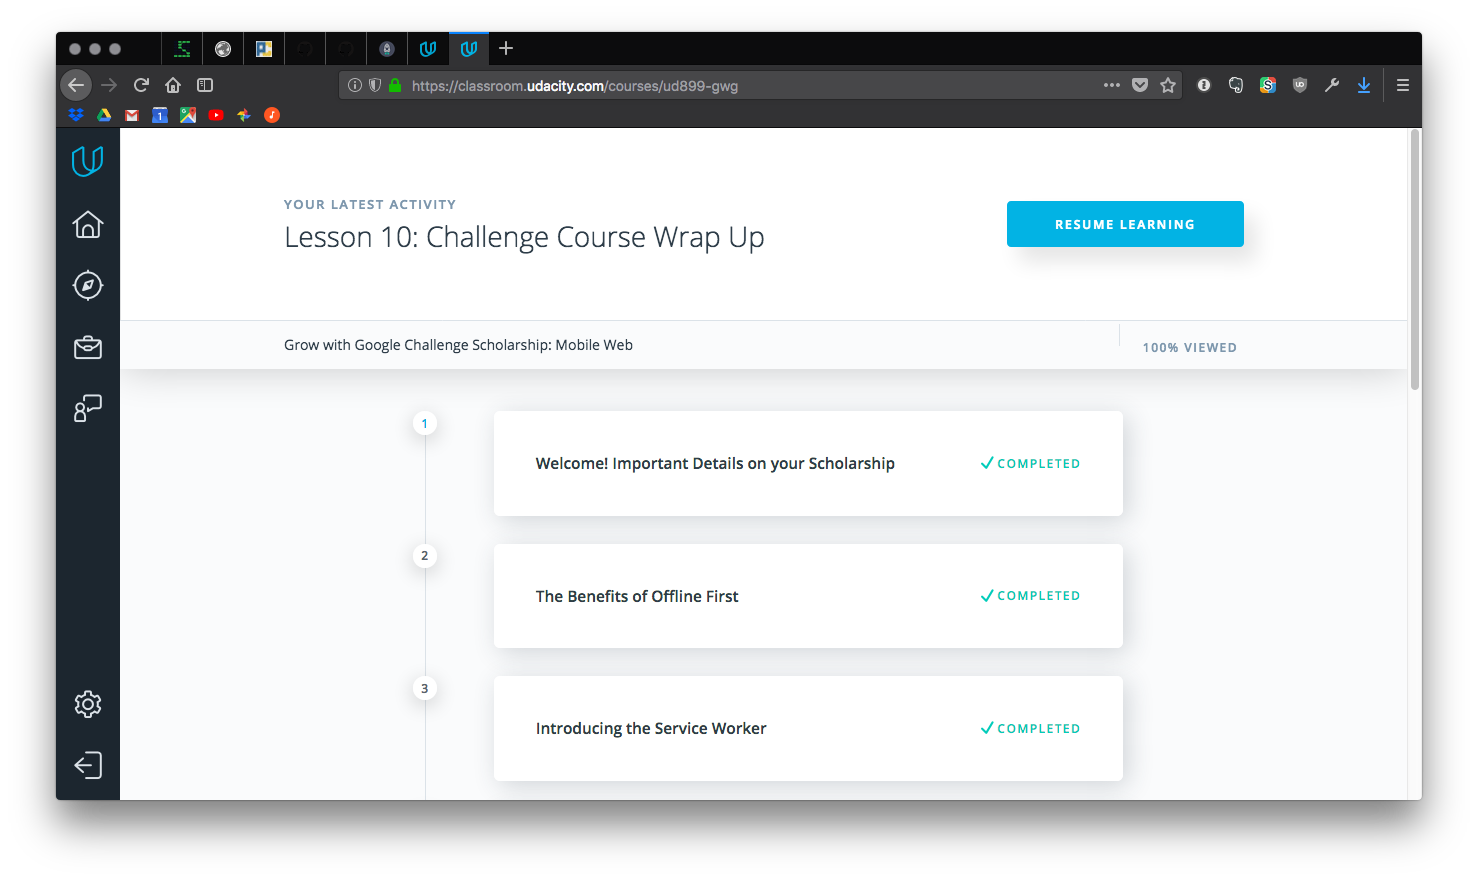 https://classroom.udacity.com/courses/ud899-gwg
YOUR LATEST ACTIVITY
Lesson 10: Challenge Course Wrap Up
RESUME LEARNING
Grow with Google Challenge Scholarship: Mobile Web
100% VIEWED
1
Welcome! Important Details on your Scholarship
COMPLETED
2
The Benefits of Offline First
COMPLETED
3
Introducing the Service Worker
COMPLETED